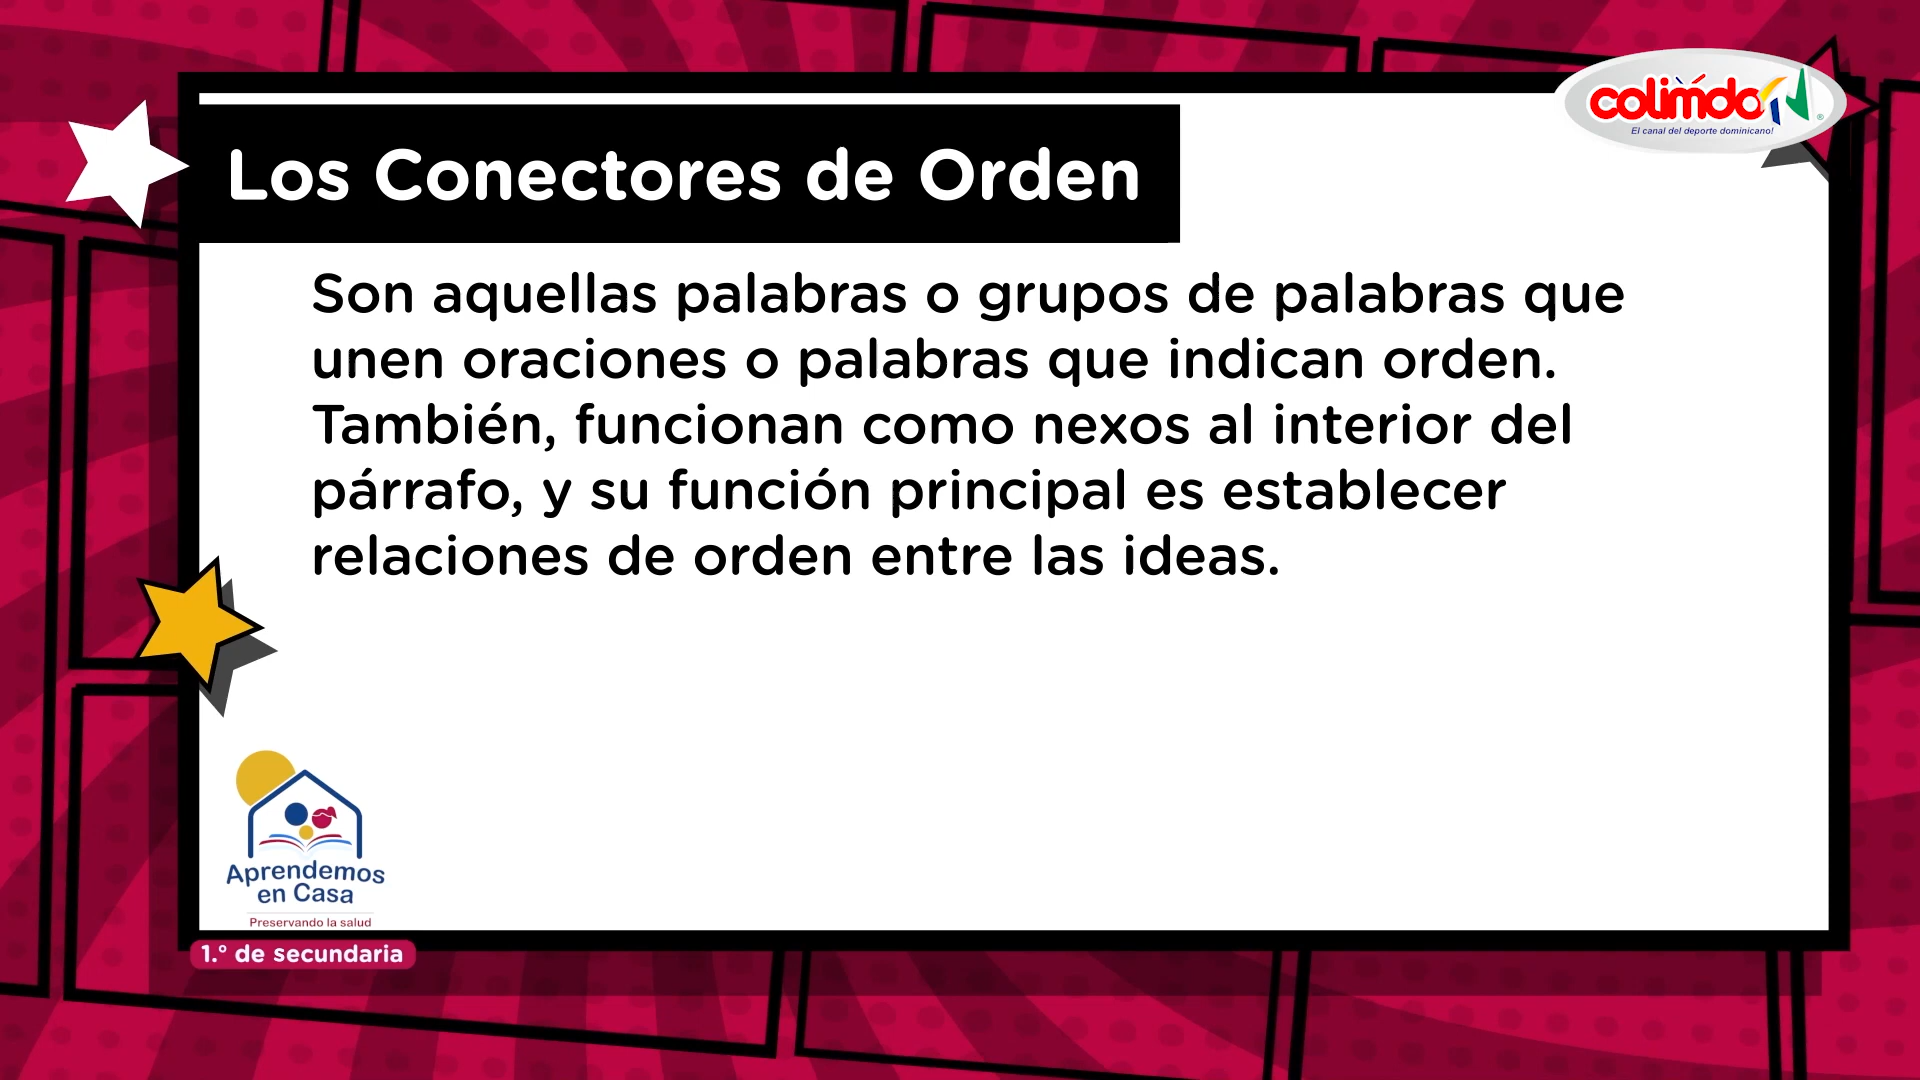 colimdo
El canal del deporte dominicano!
Los Conectores de Orden
Son aquellas palabras o grupos de palabras que
unen oraciones o palabras que indican orden.
También, funcionan como nexos al interior del
párrafo, y su función principal es establecer
relaciones de orden entre las ideas.
Aprendemos
en Casa
Preservando la salud
1.° de secundaria